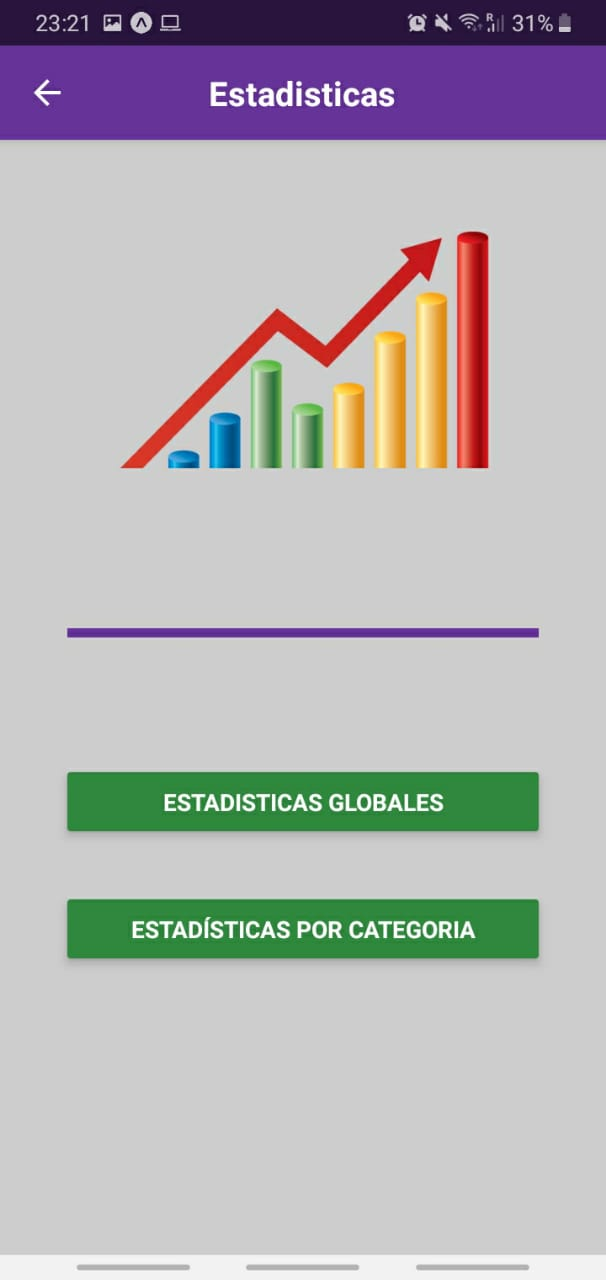 23:21 R 31%
Estadisticas
ESTADISTICAS GLOBALES
ESTADÍSTICAS POR CATEGORIA